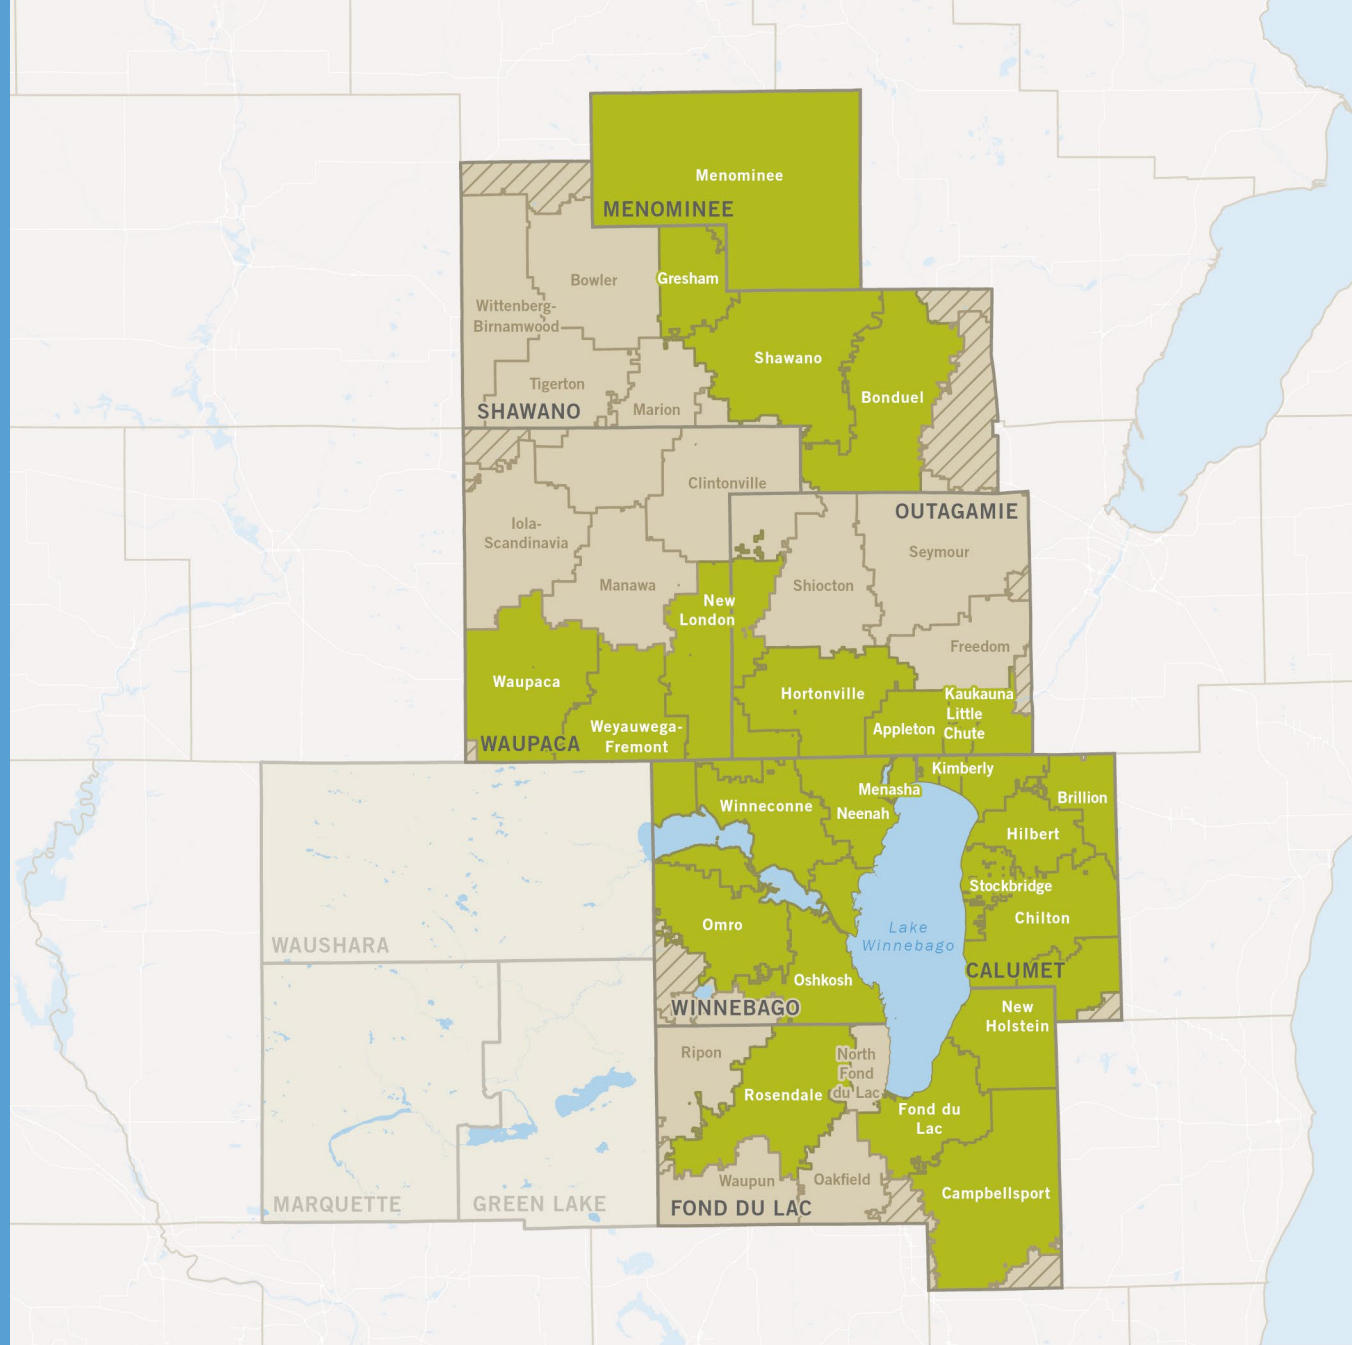 Menominee
MENOMINEE
Bowler
Gresham
Wittenberg-
Birnamwood
Shawano
Tigerton
Bonduel
SHAWANO
Marion
Clintonville
OUTAGAMIE
Iola-
Scandinavia
Seymour
Manawa
Shiocton
New
London
Freedom
Waupaca
Hortonville
Kaukauna
Little
Chute
Appleton
Weyauwega-
Fremont
WAUPACA
Kimberly
Menasha
Brillion
Winneconne
Neenah
Hilbert
Stockbridge
Chilton
Omro
Lake
Winnebago
WAUSHARA
CALUMET
Oshkosh
WINNEBAGO
New
Holstein
Ripon
North
Fond
du Lac
Rosendale
Fond du
Lac
Waupun
Oakfield
Campbellsport
MARQUETTE
GREEN LAKE
FOND DU LAC